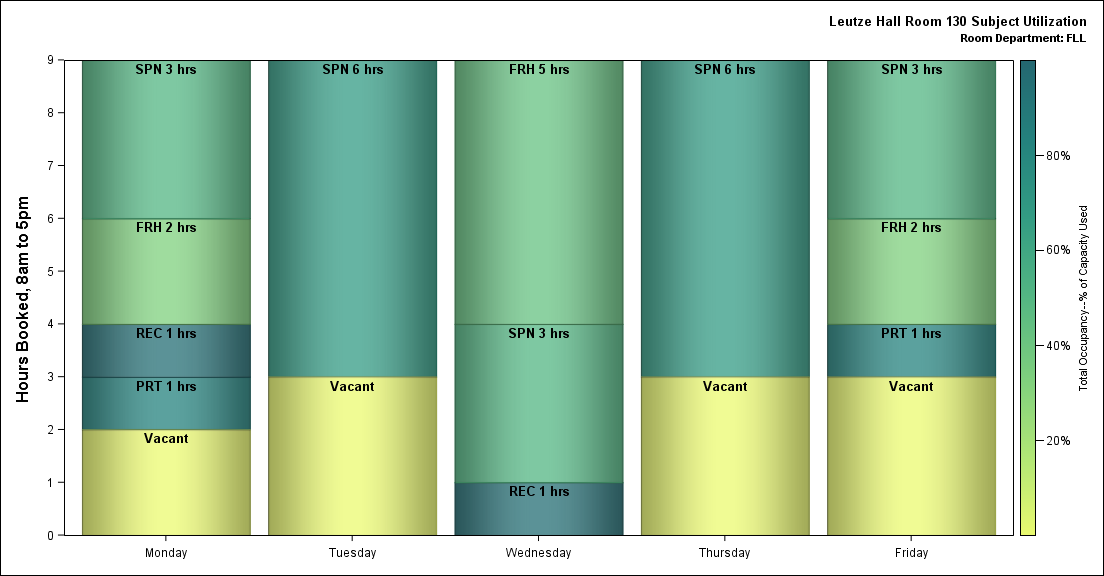 Leutze Hall Room 130 Subject Utilization
Room Department: FLL
Hours Booked, 8am to 5pm
9
8
7
6
5
4
3
2
1
0
SPN 3 hrs
FRH 2 hrs
REC 1 hrs
PRT 1 hrs
Vacant
SPN 6 hrs
Vacant
FRH 5 hrs
SPN 3 hrs
REC 1 hrs
SPN 6 hrs
Vacant
SPN 3 hrs
FRH 2 hrs
PRT 1 hrs
Vacant
Monday
Tuesday
Wednesday
Thursday
Friday
80%
60%
40%
20%
Total Occupancy--% of Capacity Used